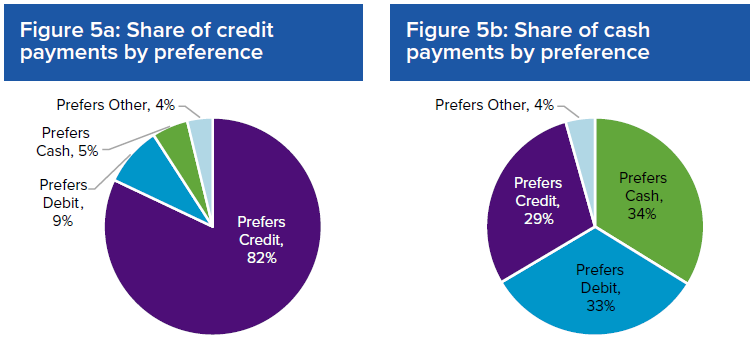 Figure 5a: Share of credit
payments by preference
Prefers Other, 4%
Prefers
Cash, 5%
Prefers
Debit,
9%
Prefers
Credit,
82%
Figure 5b: Share of cash
payments by preference
Prefers Other, 4%
Prefers
Credit,
29%
Prefers
Cash,
34%
Prefers
Debit,
33%